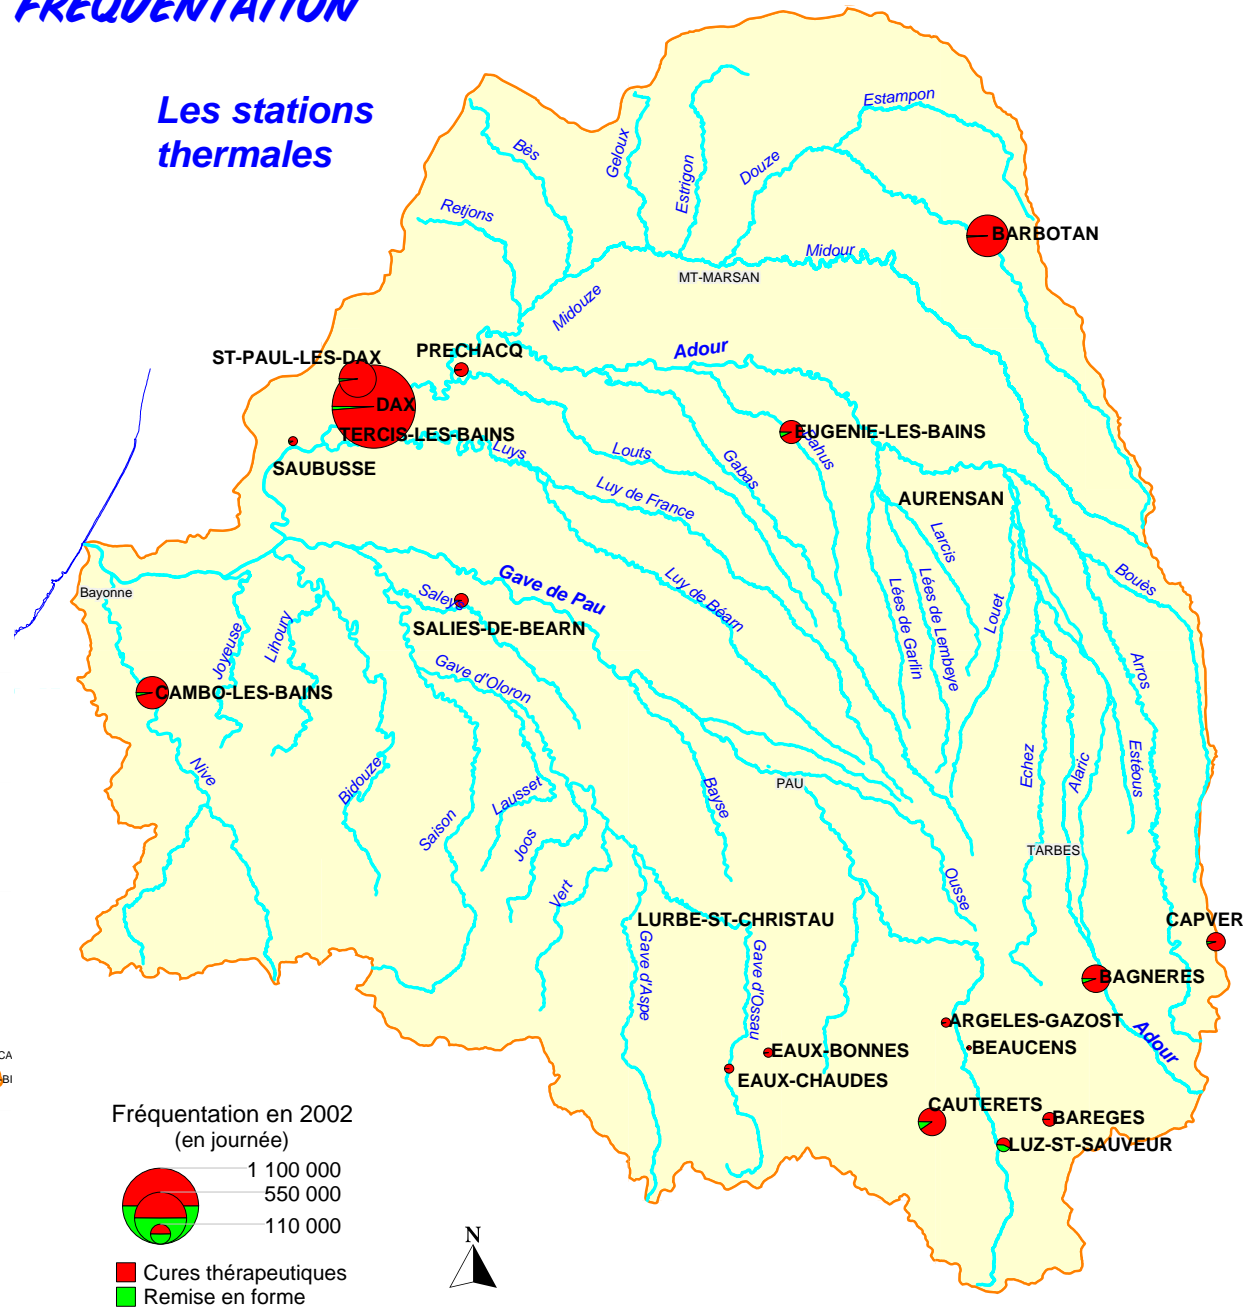 FREQUENTATION
Les stations
thermales
Estampon
Bès
Geloux
Estrigon
Douze
Retjons
BARBOTAN
Midour
MT-MARSAN
Midouze
Adour
ST-PAUL-LES-DAX
PRECHACQ
DAX
TERCIS-LES-BAINS
EUGENIE-LES-BAINS
Bahus
SAUBUSSE
Luys
Louts
Gabas
Luy de France
AURENSAN
Larcis
Lées de Garlin
Lées de Lembeye
Louet
Bouès
Bayonne
Gave de Pau
Luy de Béarn
Saleys
SALIES-DE-BEARN
Joyeuse
Lihoury
Gave d'Oloron
Arros
CAMBO-LES-BAINS
Nive
Bidouze
Saison
Lausset
Joos
Vert
Bayse
PAU
Echez
Alaric
Estéous
TARBES
Ousse
LURBE-ST-CHRISTAU
CAPVER
Gave d'Aspe
Gave d'Ossau
BAGNERES
ARGELES-GAZOST
Adour
BEAUCENS
EAUX-BONNES
EAUX-CHAUDES
CAUTERETS
BAREGES
LUZ-ST-SAUVEUR
CA
BI
Fréquentation en 2002
(en journée)
1 100 000
550 000
110 000
N
Cures thérapeutiques
Remise en forme